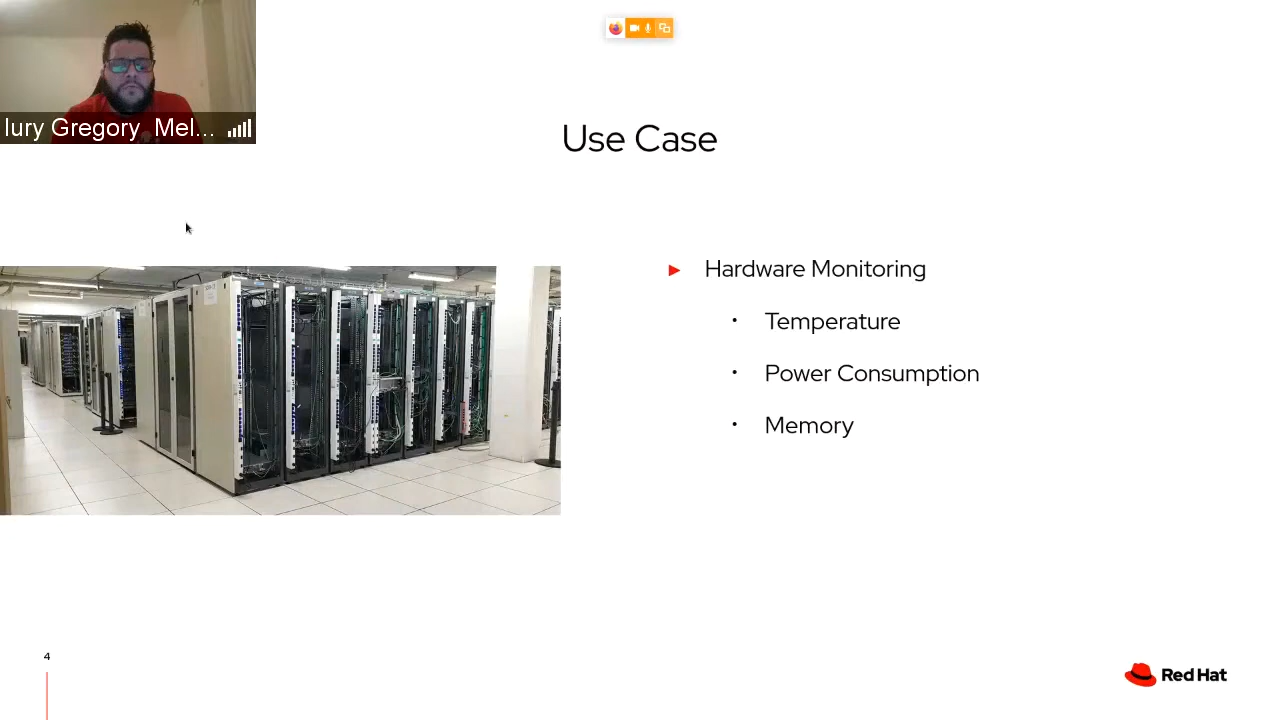 Iury Gregory Mel...
Use Case
Hardware Monitoring
Temperature
Power Consumption
Memory
4
Red Hat